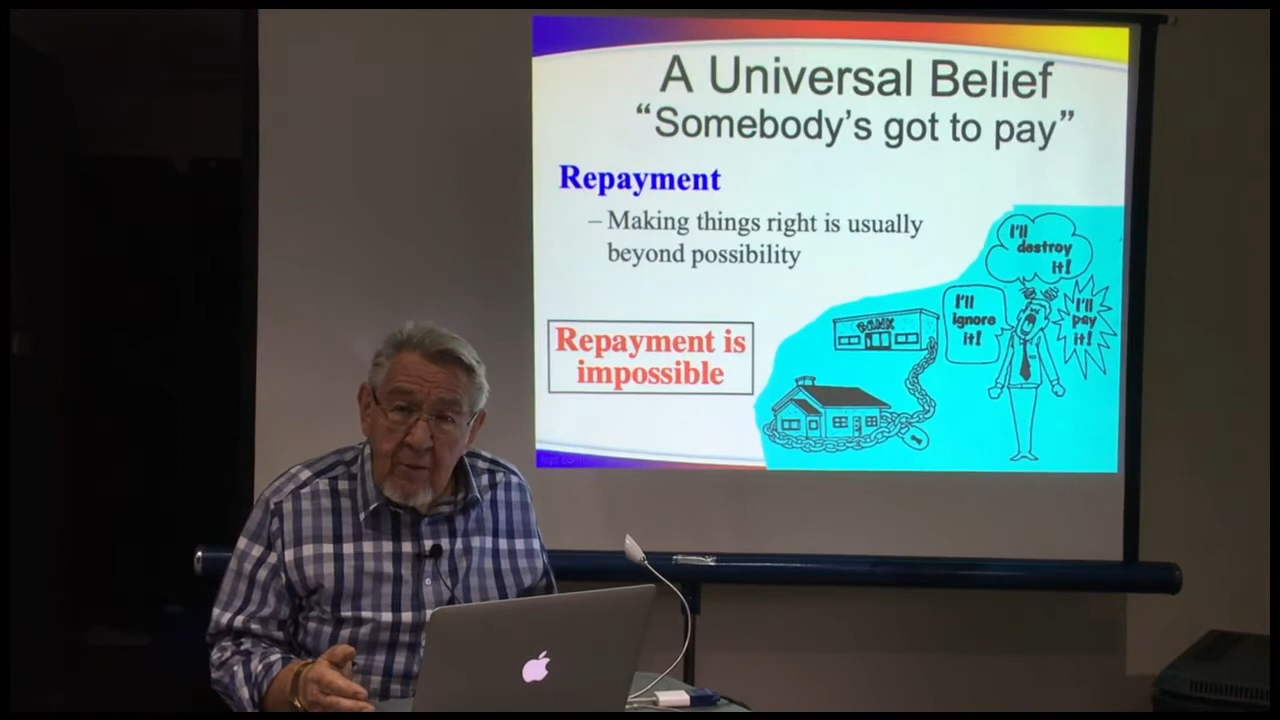 A Universal Belief
“Somebody’s got to pay”
Repayment
– Making things right is usually
beyond possibility
Repayment is
impossible
I'll
destroy
it!
I'll
ignore
it!
I'll
pay
it!
BANK